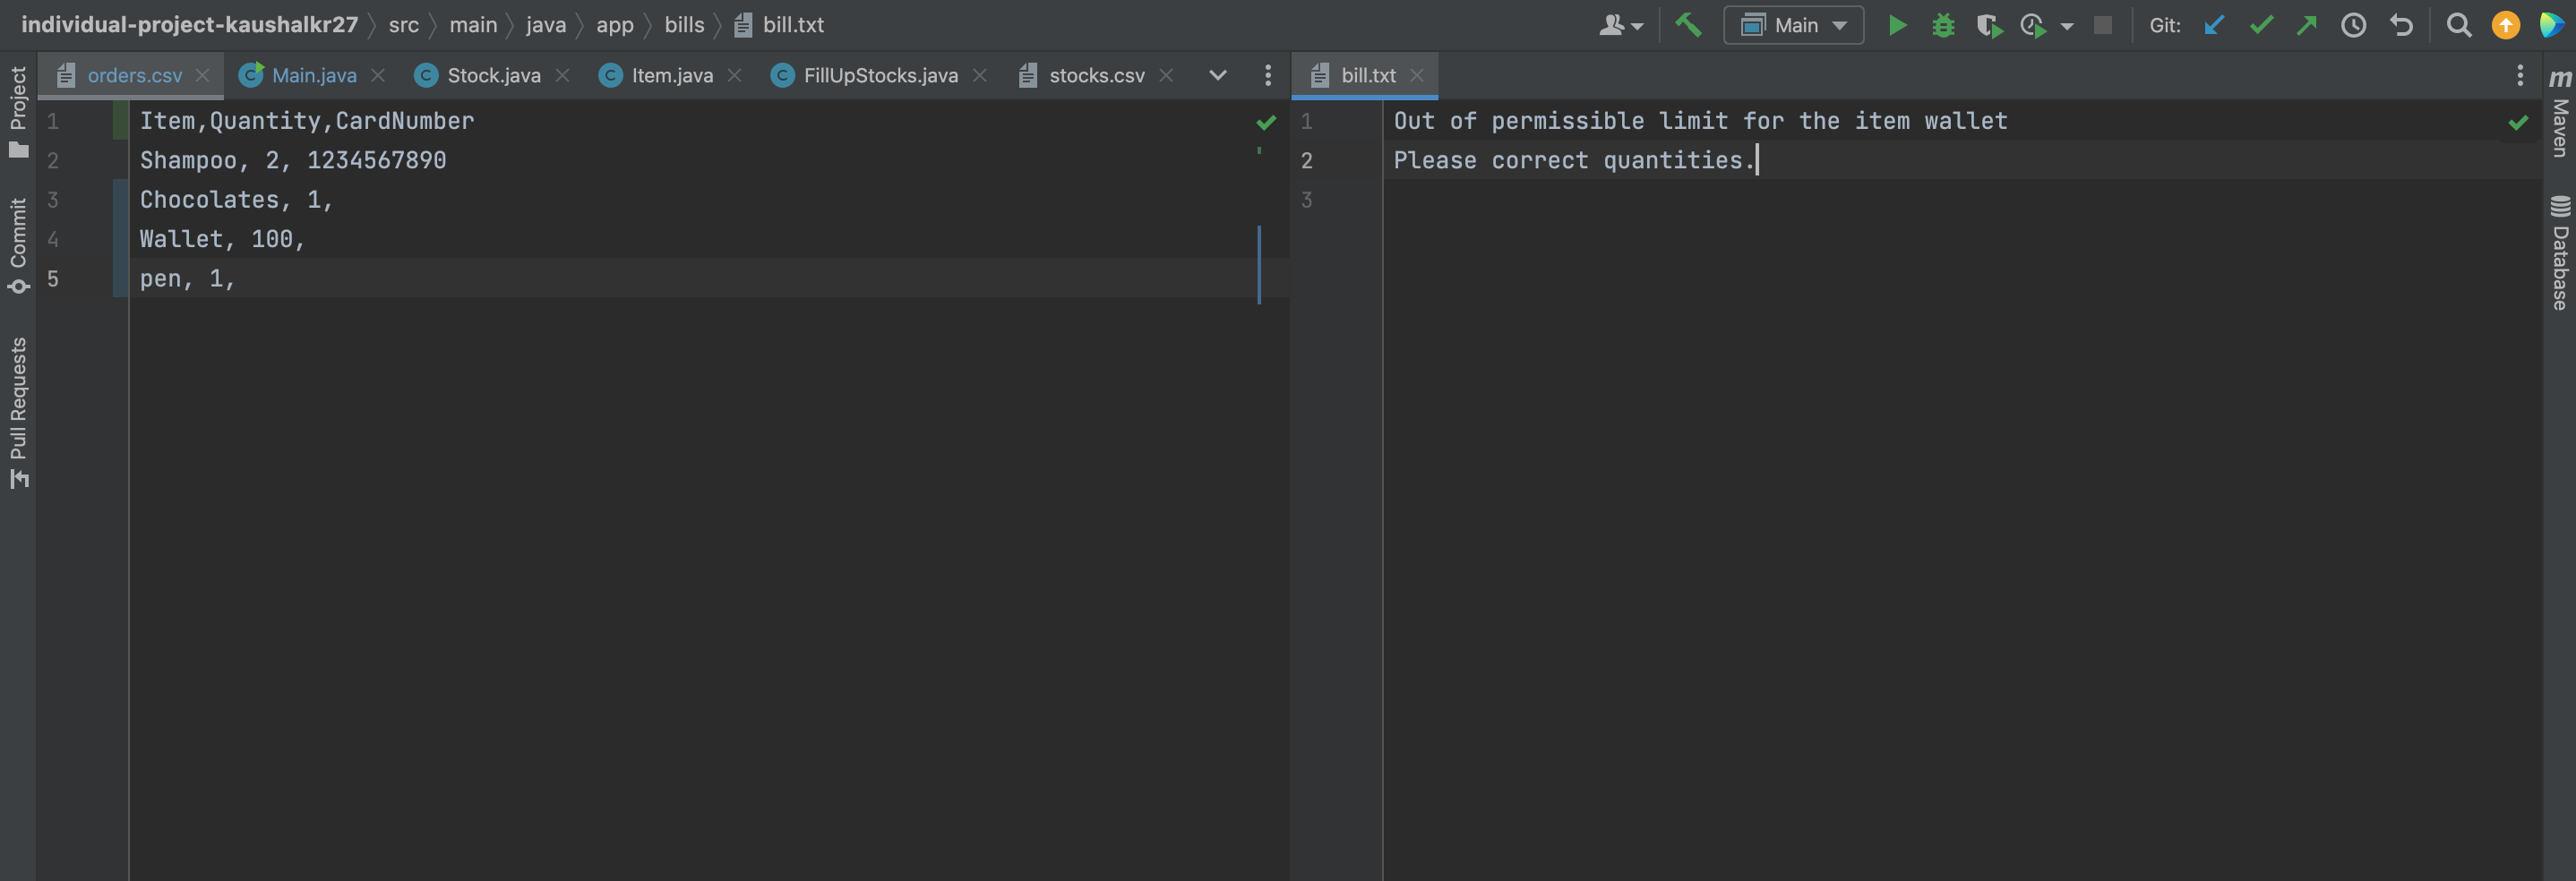 individual-project-kaushalkr27 src main java app bills bill.txt Main Git:
orders.csv Main.java Stock.java Item.java FillUpStocks.java stocks.csv
bill.txt
Project
Commit
Pull Requests
1 Item,Quantity,CardNumber
2 Shampoo, 2, 1234567890
3 Chocolates, 1,
4 Wallet, 100,
5 pen, 1,
1 Out of permissible limit for the item wallet
2 Please correct quantities.
3
m
Maven
Database